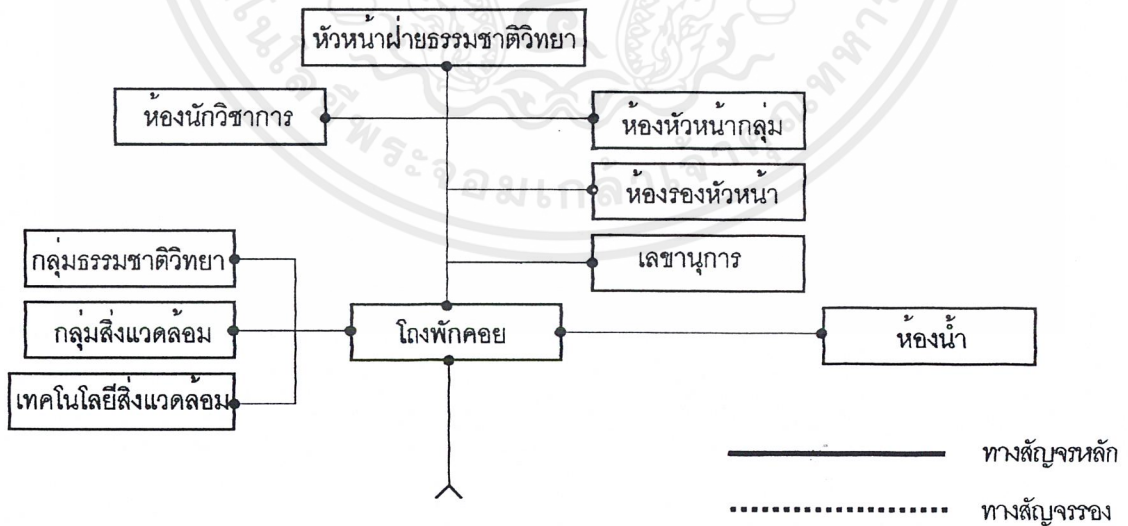 หัวหน้าฝ่ายธรรมชาติวิทยา
ห้องนักวิชาการ
ห้องหัวหน้ากลุ่ม
ห้องรองหัวหน้า
เลขานุการ
กลุ่มธรรมชาติวิทยา
กลุ่มสิ่งแวดล้อม
เทคโนโลยีสิ่งแวดล้อม
โถงพักคอย
ห้องน้ำ
ทางสัญจรหลัก
ทางสัญจรรอง